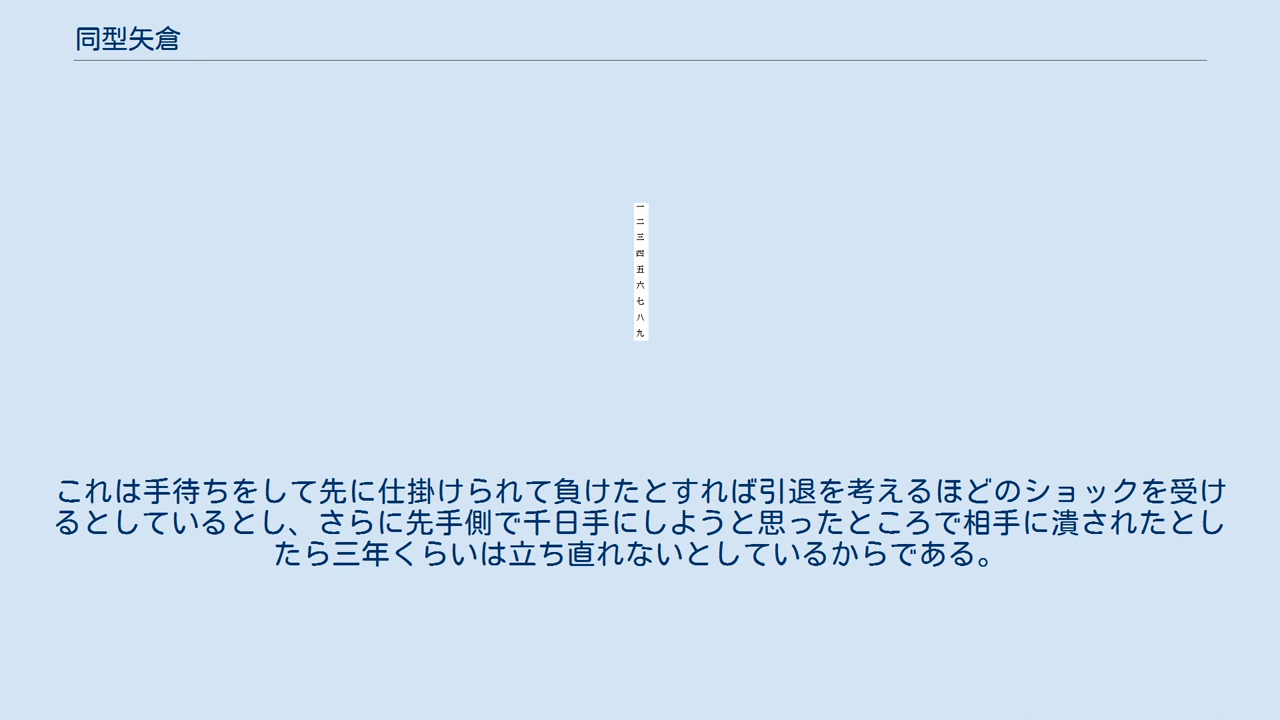 同型矢倉
一
二
三
四
五
六
七
八
九
これは手待ちをして先に仕掛けられて負けたとすれば引退を考えるほどのショックを受け
るとしているとし、さらに先手側で千日手にしようと思ったところで相手に潰されたとし
たら三年くらいは立ち直れないとしているからである。